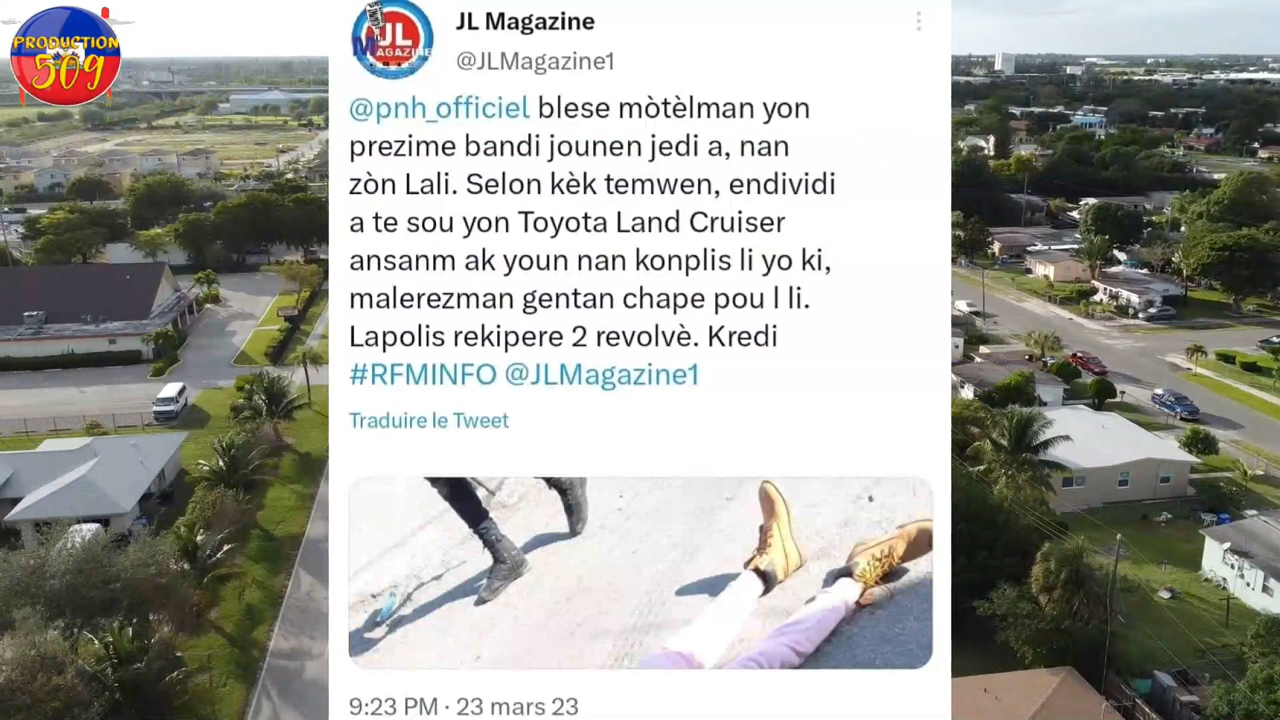 PRODUCTION
509
JL
MAGAZINE
JL Magazine
@JLMagazine1
@pnh_officiel blese mòtèlman yon
prezime bandi jounen jedi a, nan
zòn Lali. Selon kèk temwen, endividi
a te sou yon Toyota Land Cruiser
ansanm ak youn nan konplis li yo ki,
malerezman gentan chape pou l li.
Lapolis rekipere 2 revolvè. Kredi
#RFMINFO @JLMagazine1
Traduire le Tweet
9:23 PM · 23 mars 23